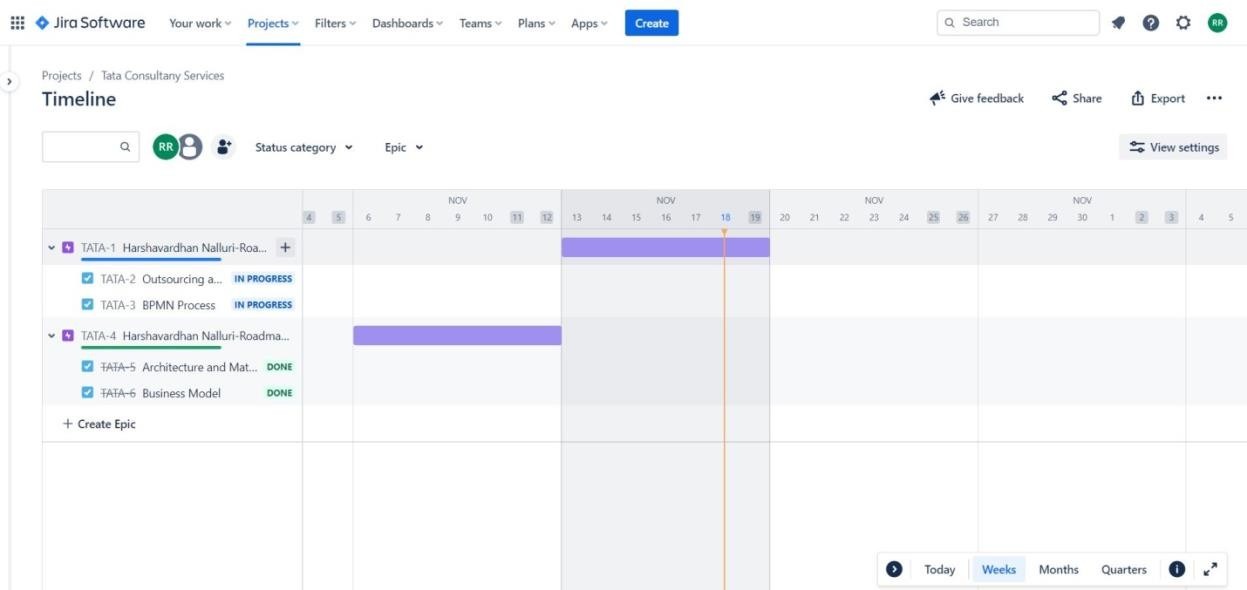 Jira Software Your work Projects Filters Dashboards Teams Plans Apps Create Search RR
Projects / Tata Consultany Services
Timeline Give feedback Share Export
RR Status category Epic View settings
NOV NOV NOV NOV
4 5 6 7 8 9 10 11 12 13 14 15 16 17 18 19 20 21 22 23 24 25 26 27 28 29 30 1 2 3 4 5
TATA-1 Harshavardhan Nalluri-Roa...
TATA-2 Outsourcing a... IN PROGRESS
TATA-3 BPMN Process IN PROGRESS
TATA-4 Harshavardhan Nalluri-Roadma...
TATA-5 Architecture and Mat... DONE
TATA-6 Business Model DONE
+ Create Epic
Today Weeks Months Quarters